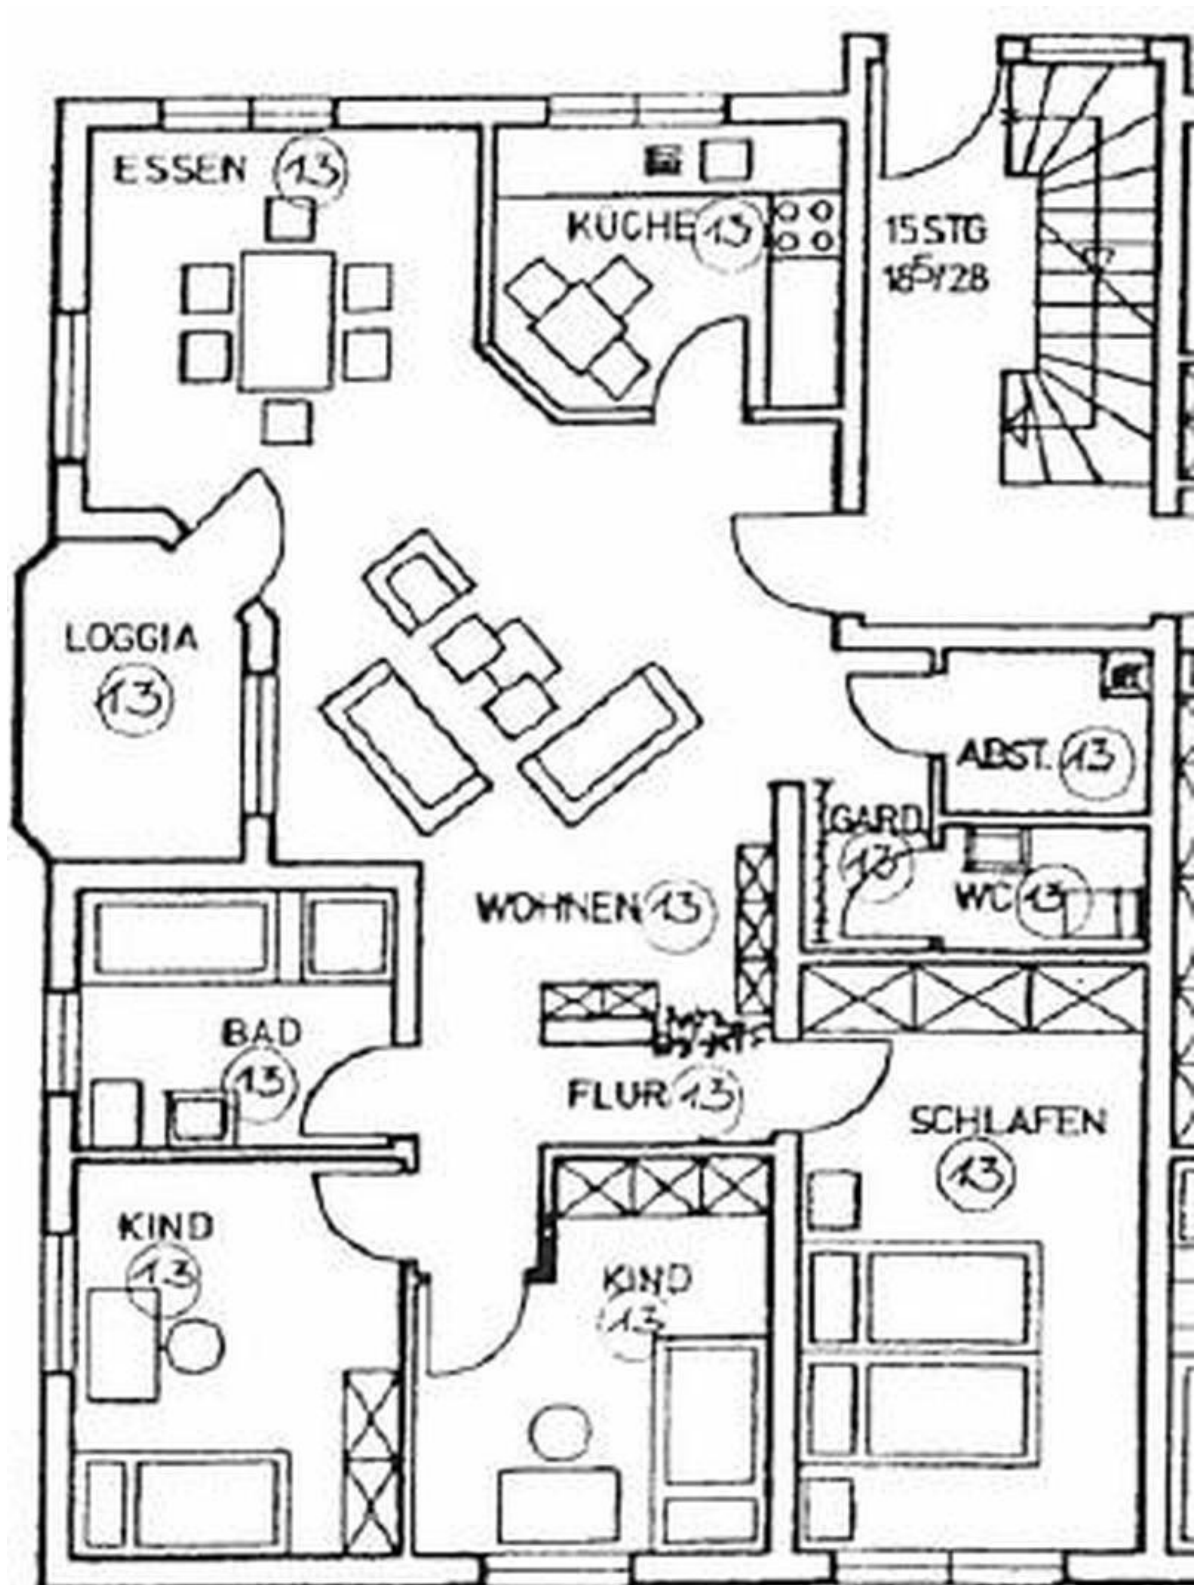 ESSEN 13
KÜCHE 13
15 STG
18⁵/28
LOGGIA
13
ABST. 13
GARD.
13
WOHNEN 13
WC 13
BAD
13
FLUR 13
SCHLAFEN
13
KIND
13
KIND
13